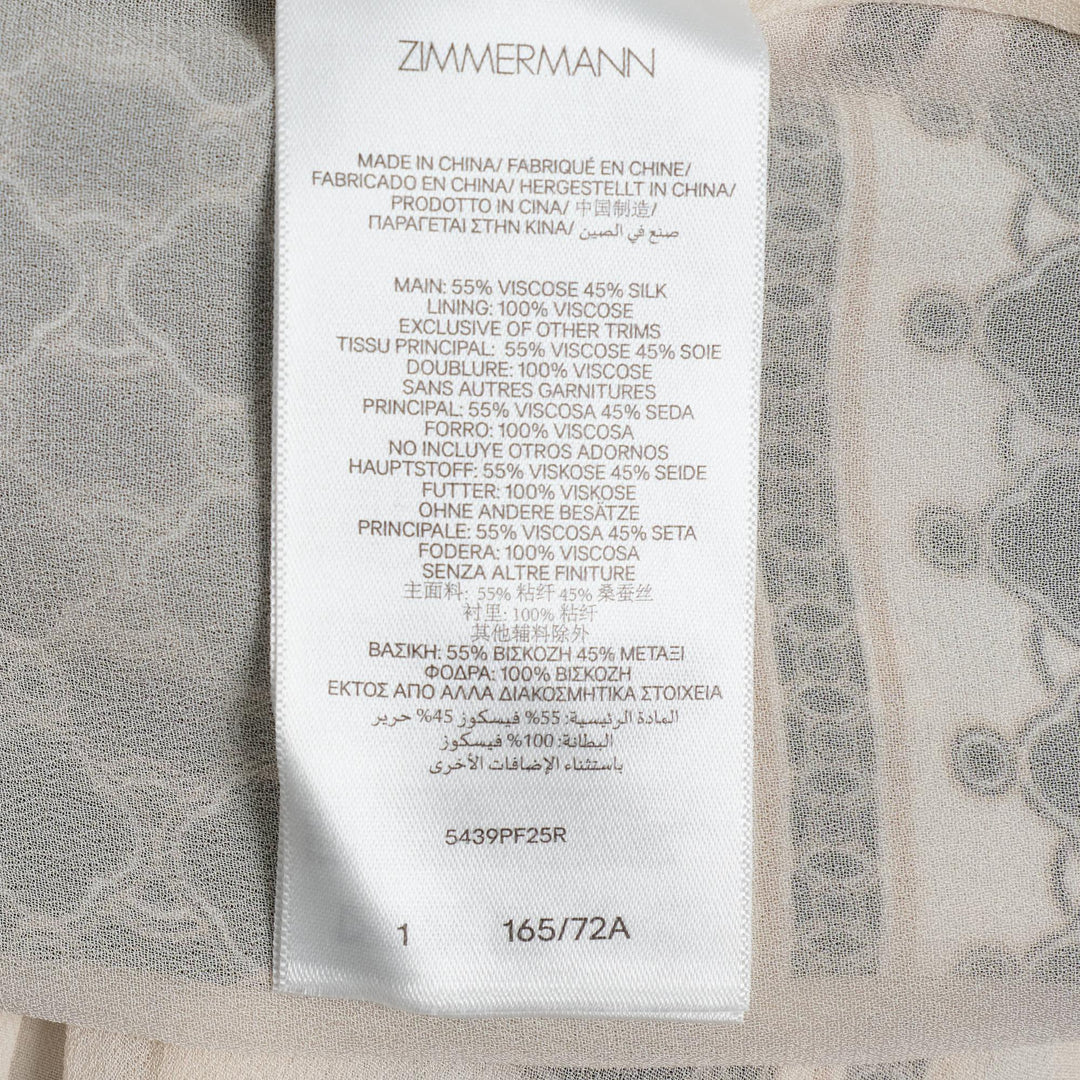 ZIMMERMANN
MADE IN CHINA/ FABRIQUÉ EN CHINE/
FABRICADO EN CHINA/ HERGESTELLT IN CHINA/
PRODOTTO IN CINA/ 中国制造/
ΠΑΡΑΓΕΤΑΙ ΣΤΗΝ ΚΙΝΑ/ صنع في الصين
MAIN: 55% VISCOSE 45% SILK
LINING: 100% VISCOSE
EXCLUSIVE OF OTHER TRIMS
TISSU PRINCIPAL: 55% VISCOSE 45% SOIE
DOUBLURE: 100% VISCOSE
SANS AUTRES GARNITURES
PRINCIPAL: 55% VISCOSA 45% SEDA
FORRO: 100% VISCOSA
NO INCLUYE OTROS ADORNOS
HAUPTSTOFF: 55% VISKOSE 45% SEIDE
FUTTER: 100% VISKOSE
OHNE ANDERE BESÄTZE
PRINCIPALE: 55% VISCOSA 45% SETA
FODERA: 100% VISCOSA
SENZA ALTRE FINITURE
主面料: 55% 粘纤 45% 桑蚕丝
衬里: 100% 粘纤
其他辅料除外
ΒΑΣΙΚΗ: 55% ΒΙΣΚΟΖΗ 45% ΜΕΤΑΞΙ
ΦΟΔΡΑ: 100% ΒΙΣΚΟΖΗ
ΕΚΤΟΣ ΑΠΟ ΑΛΛΑ ΔΙΑΚΟΣΜΗΤΙΚΑ ΣΤΟΙΧΕΙΑ
المادة الرئيسية: 55% فيسكوز 45% حرير
البطانة: 100% فيسكوز
باستثناء الإضافات الأخرى
5439PF25R
1 165/72A